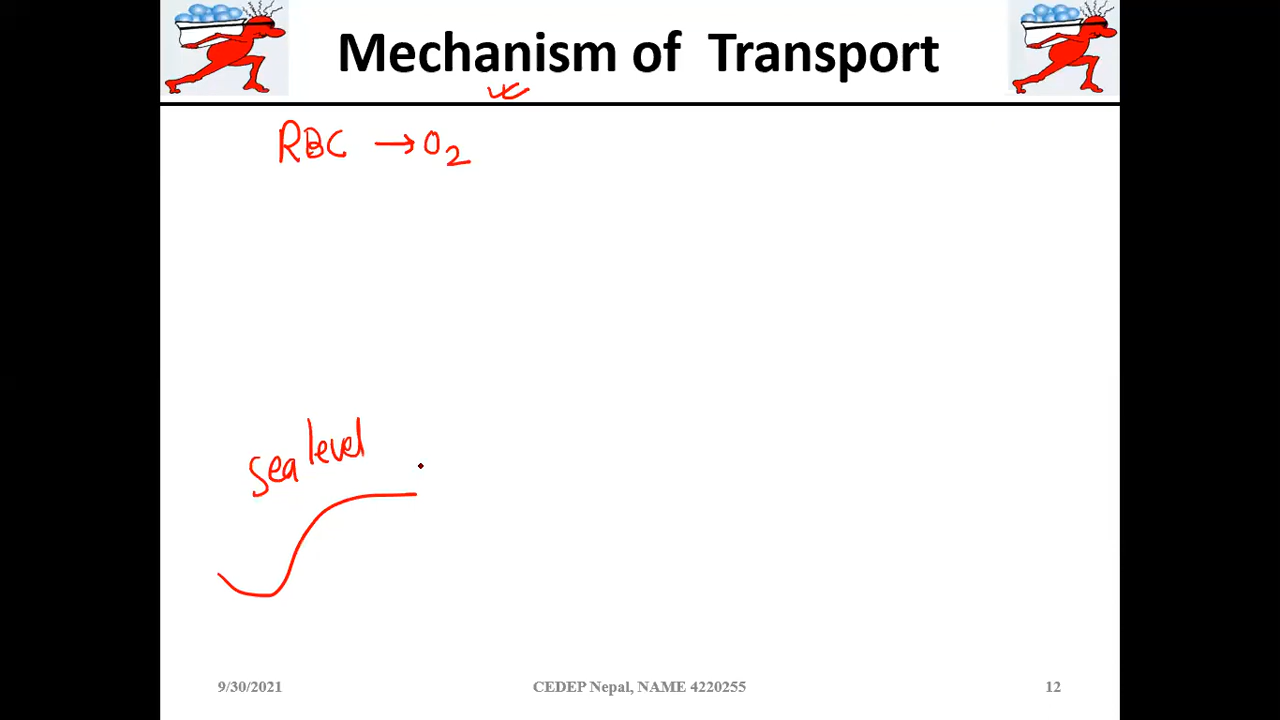 Mechanism of Transport
RBC → O2
sea level
9/30/2021
CEDEP Nepal, NAME 4220255
12